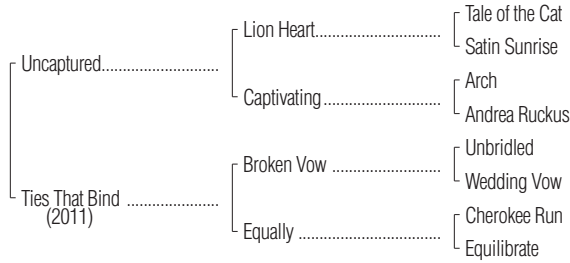 Tale of the Cat
Lion Heart
Satin Sunrise
Uncaptured
Arch
Captivating
Andrea Ruckus
Unbridled
Broken Vow
Wedding Vow
Ties That Bind
(2011)
Cherokee Run
Equally
Equilibrate